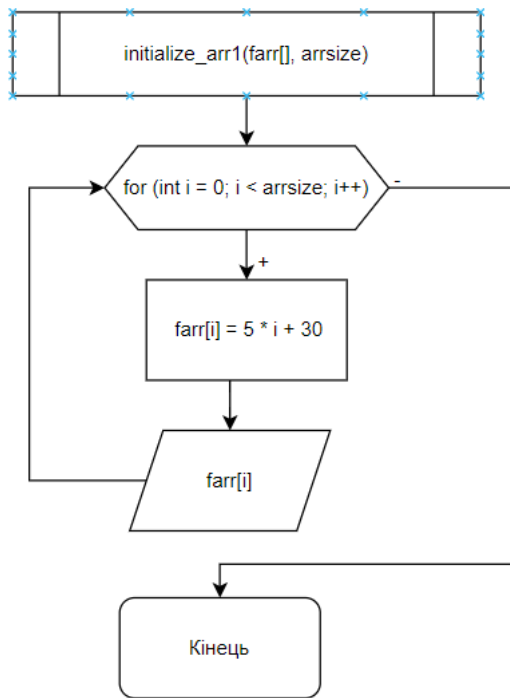 initialize_arr1(farr[], arrsize)
for (int i = 0; i < arrsize; i++)
-
+
farr[i] = 5 * i + 30
farr[i]
Кінець